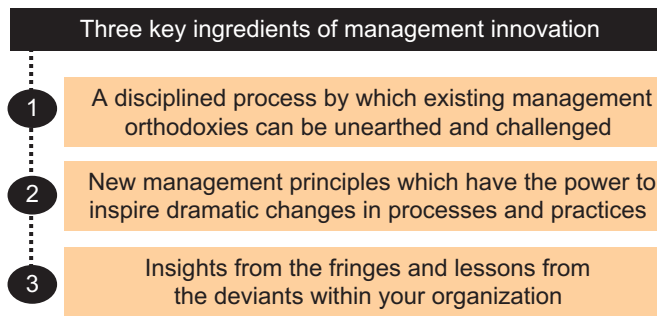 Three key ingredients of management innovation
1
A disciplined process by which existing management
orthodoxies can be unearthed and challenged
2
New management principles which have the power to
inspire dramatic changes in processes and practices
3
Insights from the fringes and lessons from
the deviants within your organization